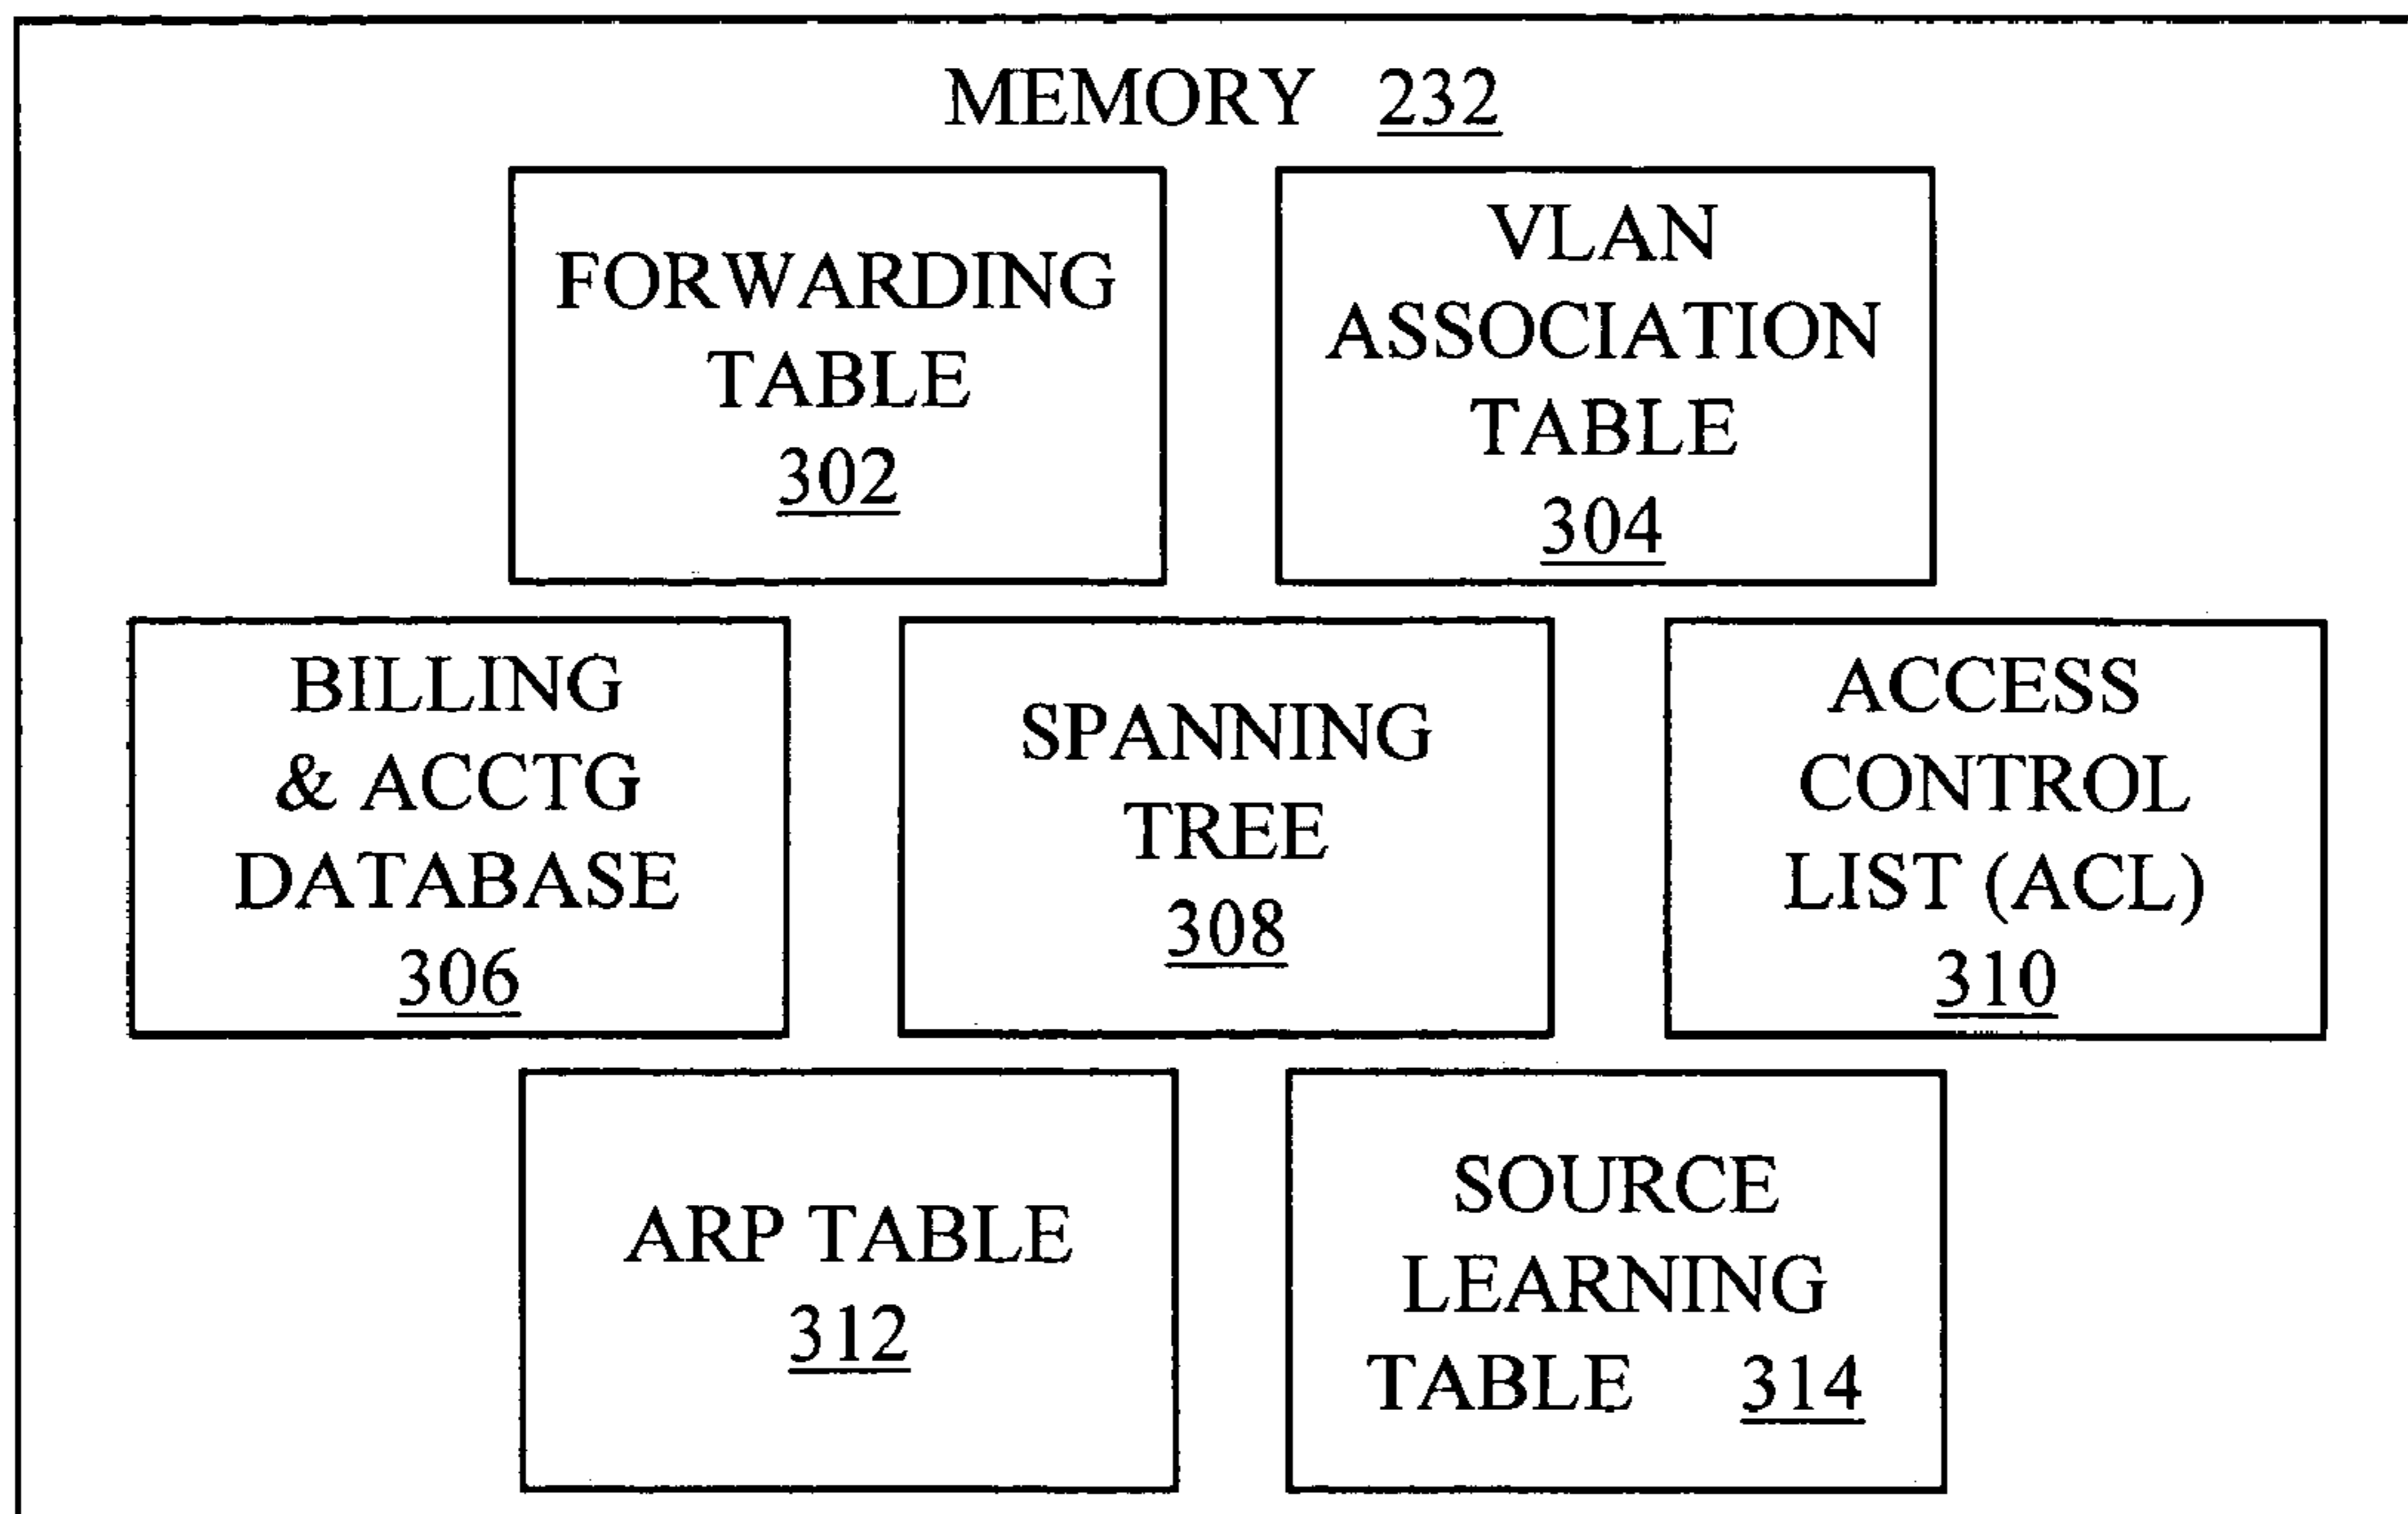 MEMORY 232
FORWARDING
TABLE
302
VLAN
ASSOCIATION
TABLE
304
BILLING
& ACCTG
DATABASE
306
SPANNING
TREE
308
ACCESS
CONTROL
LIST (ACL)
310
ARP TABLE
312
SOURCE
LEARNING
TABLE 314